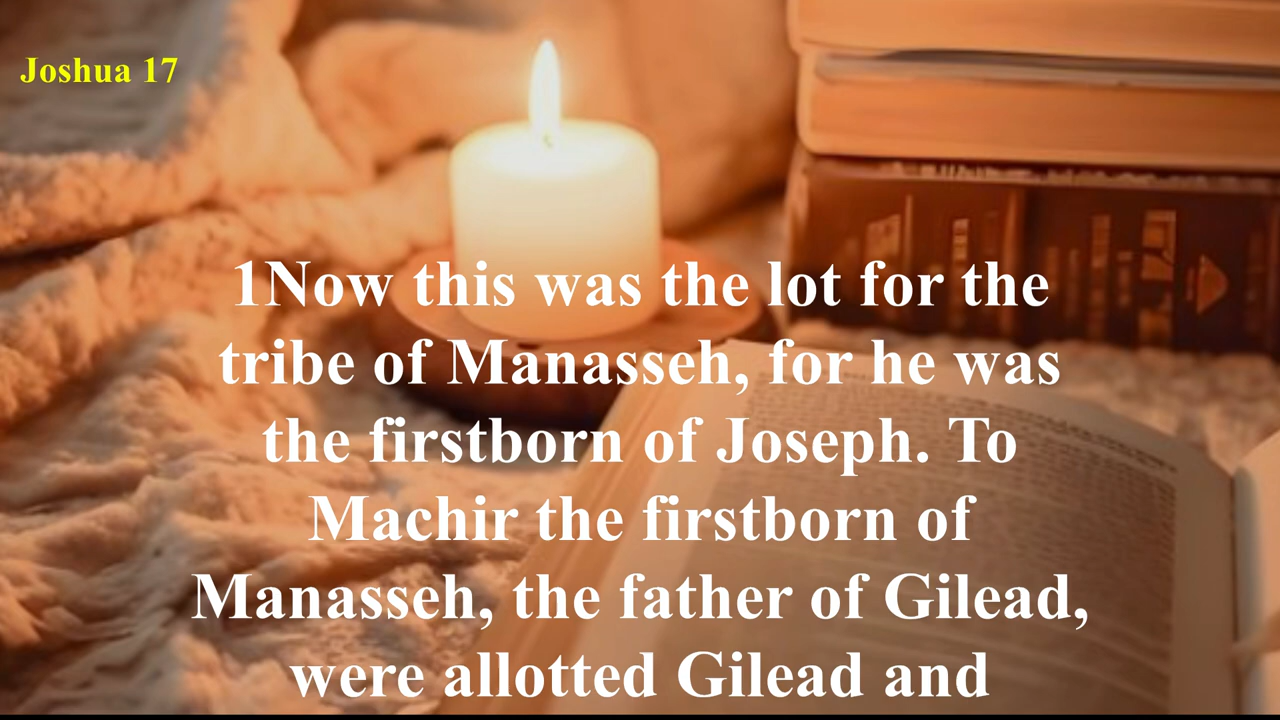 Joshua 17
1Now this was the lot for the
tribe of Manasseh, for he was
the firstborn of Joseph. To
Machir the firstborn of
Manasseh, the father of Gilead,
were allotted Gilead and